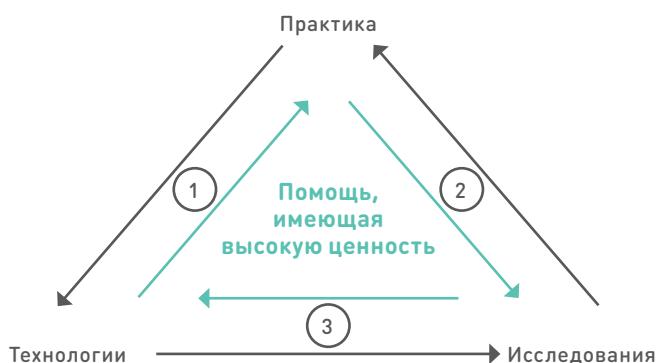 Практика
1
2
Помощь,
имеющая
высокую ценность
3
Технологии
Исследования